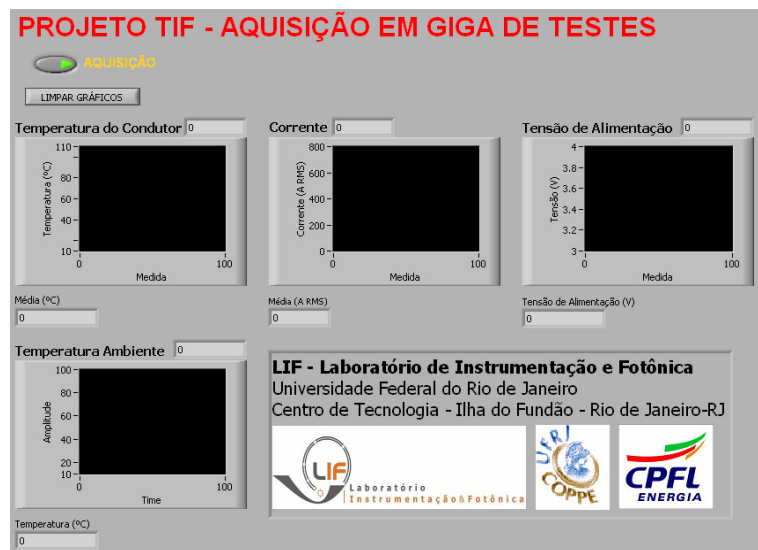 PROJETO TIF - AQUISIÇÃO EM GIGA DE TESTES
AQUISIÇÃO
LIMPAR GRÁFICOS
Temperatura do Condutor 0
110
80
60
40
10
Temperatura (ºC)
0 100
Medida
Média (ºC)
0
Corrente 0
800
600
400
200
0
Corrente (A RMS)
0 100
Medida
Média (A RMS)
0
Tensão de Alimentação 0
4
3.8
3.6
3.4
3.2
3
Tensão (V)
0 100
Medida
Tensão de Alimentação (V)
0
Temperatura Ambiente 0
100
80
60
40
20
10
Amplitude
0 100
Time
Temperatura (ºC)
0
LIF - Laboratório de Instrumentação e Fotônica
Universidade Federal do Rio de Janeiro
Centro de Tecnologia - Ilha do Fundão - Rio de Janeiro-RJ
LIF
Laboratório
Instrumentação&Fotônica
UFRJ
COPPE
CPFL
ENERGIA